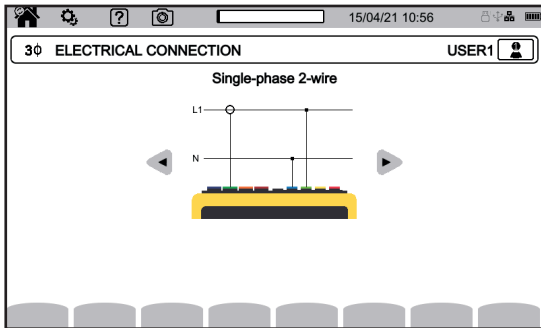 ? 15/04/21 10:56
3Φ ELECTRICAL CONNECTION USER1
Single-phase 2-wire
L1
N